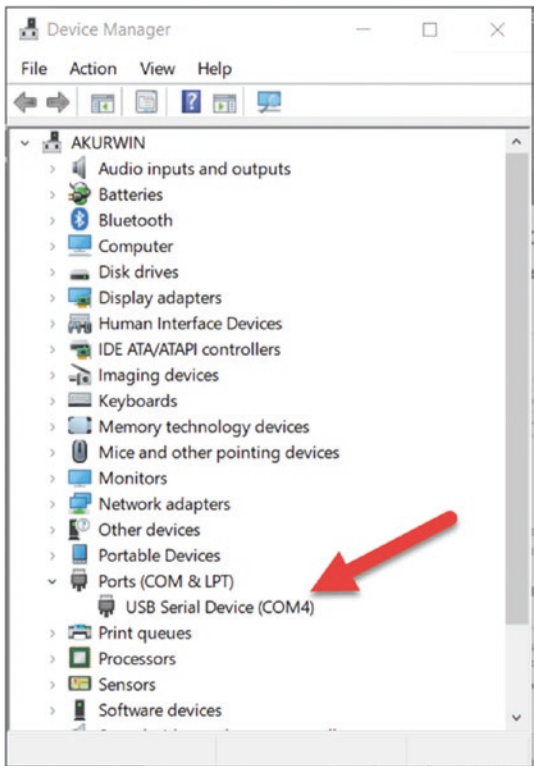 Device Manager
File Action View Help
AKURWIN
Audio inputs and outputs
Batteries
Bluetooth
Computer
Disk drives
Display adapters
Human Interface Devices
IDE ATA/ATAPI controllers
Imaging devices
Keyboards
Memory technology devices
Mice and other pointing devices
Monitors
Network adapters
Other devices
Portable Devices
Ports (COM & LPT)
USB Serial Device (COM4)
Print queues
Processors
Sensors
Software devices